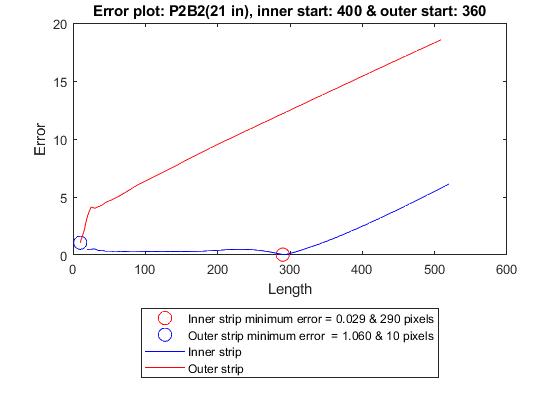 Error plot: P2B2(21 in), inner start: 400 & outer start: 360
20
15
10
5
0
Error
0 100 200 300 400 500 600
Length
Inner strip minimum error = 0.029 & 290 pixels
Outer strip minimum error = 1.060 & 10 pixels
Inner strip
Outer strip